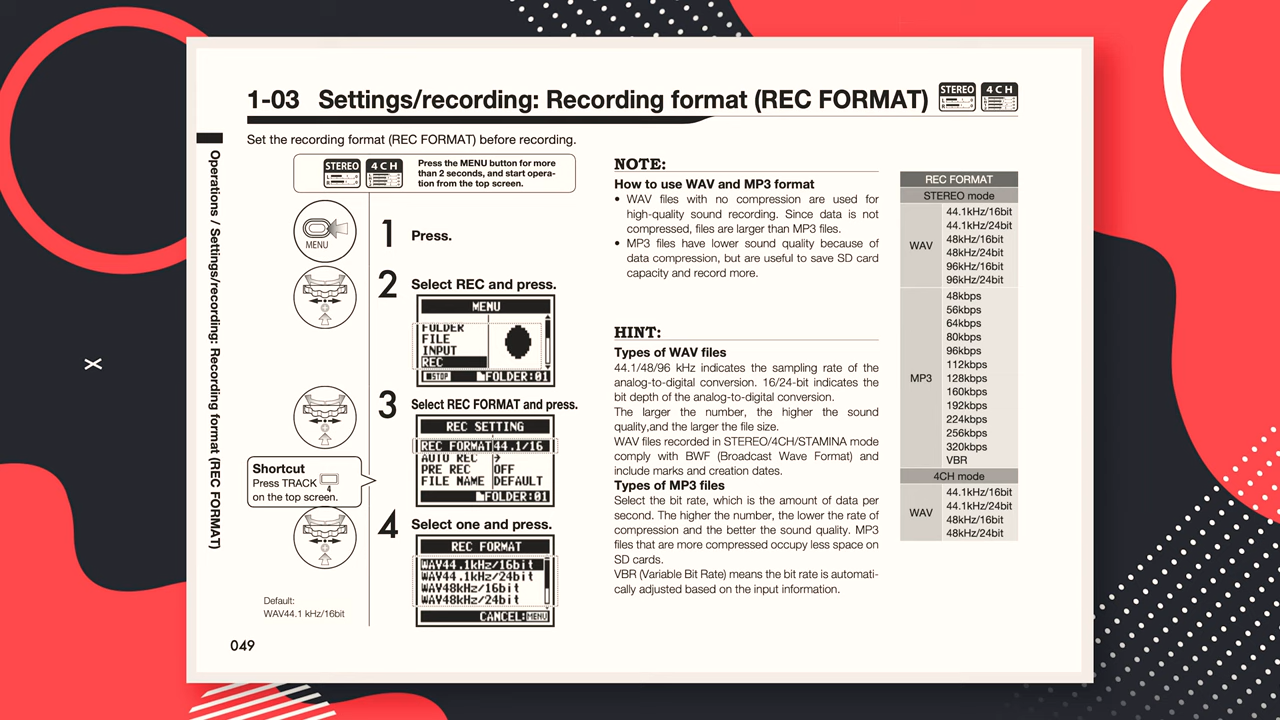 1-03 Settings/recording: Recording format (REC FORMAT)
STEREO
4CH
Set the recording format (REC FORMAT) before recording.
Operations / Settings/recording: Recording format (REC FORMAT)
STEREO
4CH
Press the MENU button for more
than 2 seconds, and start opera-
tion from the top screen.
MENU
1 Press.
2 Select REC and press.
MENU
FOLDER
FILE
INPUT
REC
STOP FOLDER:01
3 Select REC FORMAT and press.
REC SETTING
REC FORMAT 44.1/16
AUTO REC
PRE REC OFF
FILE NAME DEFAULT
FOLDER:01
Shortcut
Press TRACK 4
on the top screen.
4 Select one and press.
REC FORMAT
WAV44.1kHz/16bit
WAV44.1kHz/24bit
WAV48kHz/16bit
WAV48kHz/24bit
CANCEL:MENU
Default:
WAV44.1 kHz/16bit
049
NOTE:
How to use WAV and MP3 format
• WAV files with no compression are used for
high-quality sound recording. Since data is not
compressed, files are larger than MP3 files.
• MP3 files have lower sound quality because of
data compression, but are useful to save SD card
capacity and record more.
HINT:
Types of WAV files
44.1/48/96 kHz indicates the sampling rate of the
analog-to-digital conversion. 16/24-bit indicates the
bit depth of the analog-to-digital conversion.
The larger the number, the higher the sound
quality,and the larger the file size.
WAV files recorded in STEREO/4CH/STAMINA mode
comply with BWF (Broadcast Wave Format) and
include marks and creation dates.
Types of MP3 files
Select the bit rate, which is the amount of data per
second. The higher the number, the lower the rate of
compression and the better the sound quality. MP3
files that are more compressed occupy less space on
SD cards.
VBR (Variable Bit Rate) means the bit rate is automati-
cally adjusted based on the input information.
REC FORMAT
STEREO mode
WAV
44.1kHz/16bit
44.1kHz/24bit
48kHz/16bit
48kHz/24bit
96kHz/16bit
96kHz/24bit
MP3
48kbps
56kbps
64kbps
80kbps
96kbps
112kbps
128kbps
160kbps
192kbps
224kbps
256kbps
320kbps
VBR
4CH mode
WAV
44.1kHz/16bit
44.1kHz/24bit
48kHz/16bit
48kHz/24bit